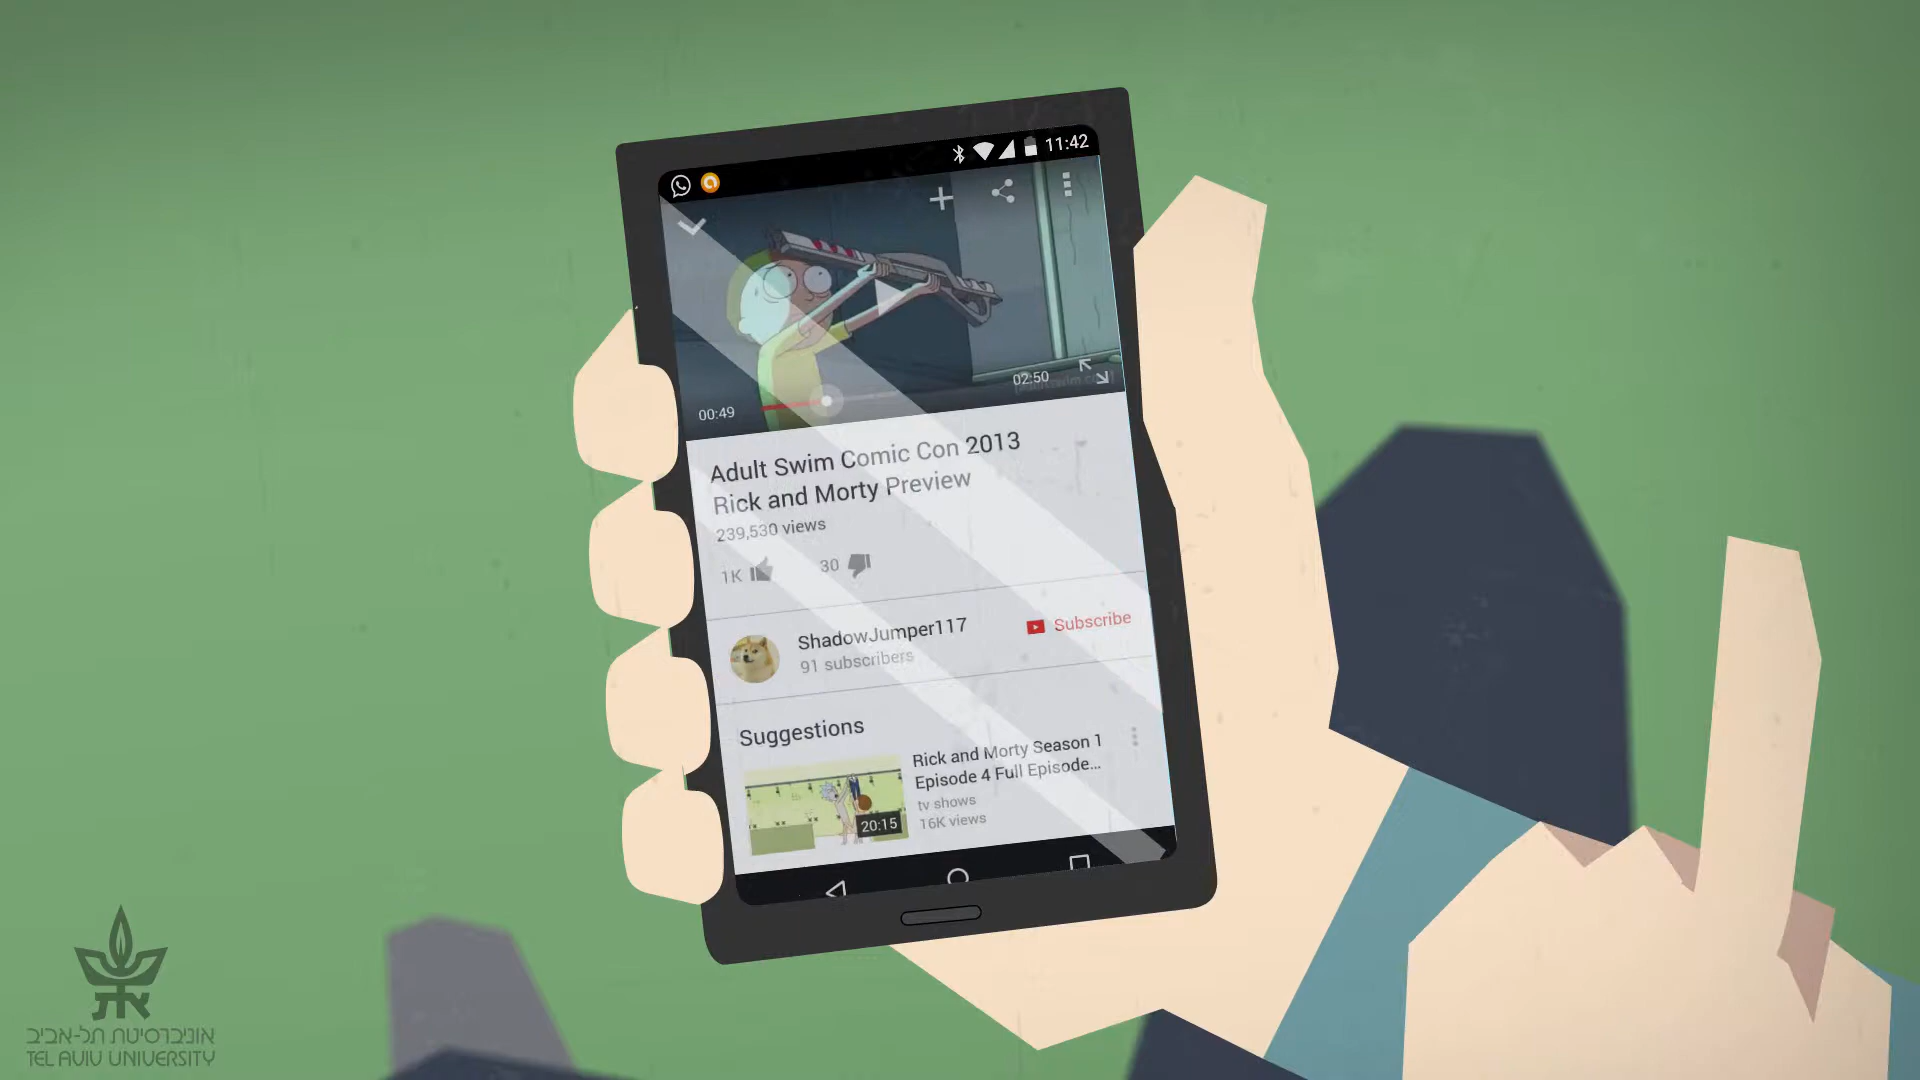 11:42
00:49
02:50
Adult Swim Comic Con 2013
Rick and Morty Preview
239,530 views
1K
30
ShadowJumper117
91 subscribers
Subscribe
Suggestions
Rick and Morty Season 1
Episode 4 Full Episode...
tv shows
16K views
20:15
אוניברסיטת תל-אביב
TEL AVIV UNIVERSITY